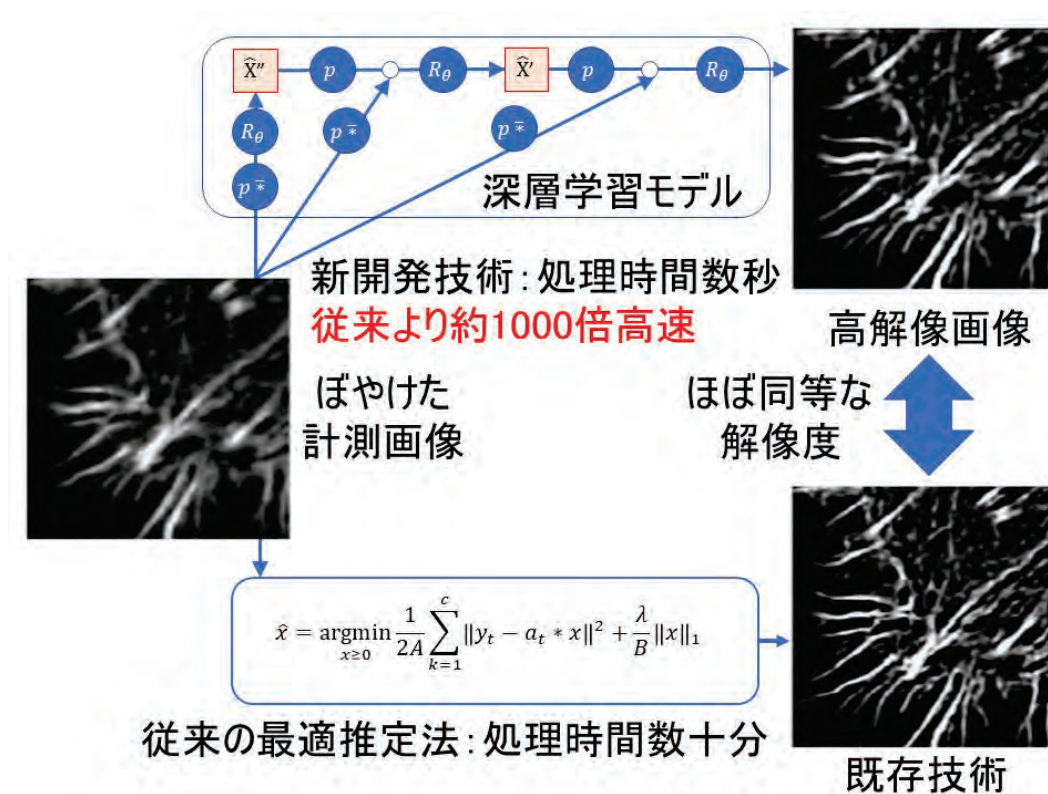 X̂″ p R_θ X̂′ p R_θ
R_θ p ⁎̄ p ⁎̄
p ⁎̄
深層学習モデル
新開発技術：処理時間数秒
従来より約1000倍高速
高解像画像
ぼやけた
計測画像
ほぼ同等な
解像度
x̂ = argmin_{x≥0} \frac{1}{2A} \sum_{k=1}^{c} ‖y_t − a_t * x‖² + \frac{λ}{B} ‖x‖₁
従来の最適推定法：処理時間数十分
既存技術